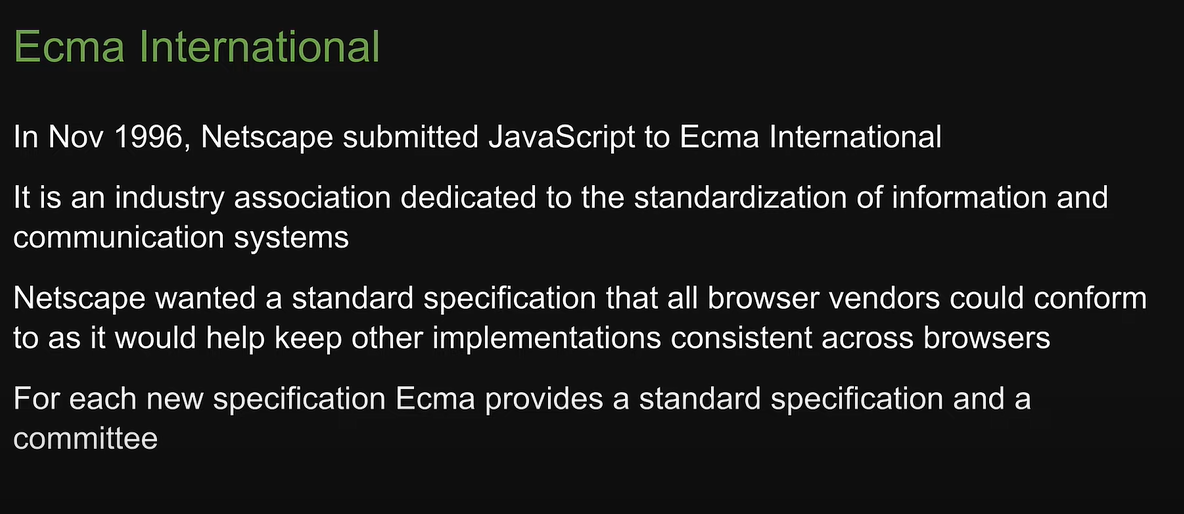 Ecma International
In Nov 1996, Netscape submitted JavaScript to Ecma International
It is an industry association dedicated to the standardization of information and
communication systems
Netscape wanted a standard specification that all browser vendors could conform
to as it would help keep other implementations consistent across browsers
For each new specification Ecma provides a standard specification and a
committee